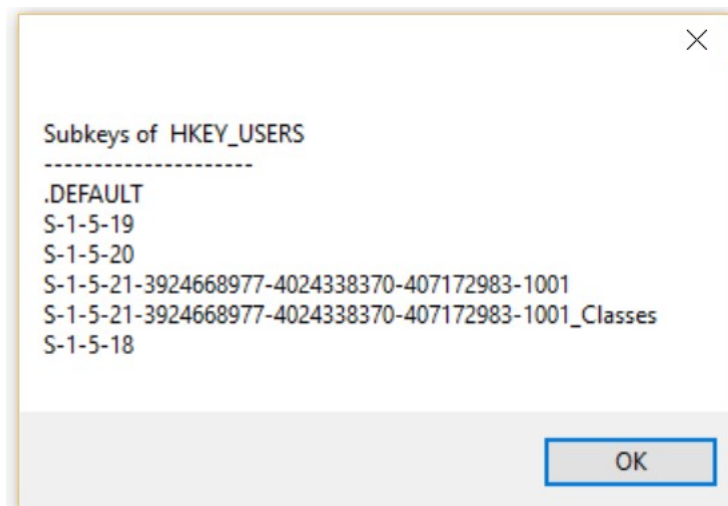 Subkeys of  HKEY_USERS
---------------------
.DEFAULT
S-1-5-19
S-1-5-20
S-1-5-21-3924668977-4024338370-407172983-1001
S-1-5-21-3924668977-4024338370-407172983-1001_Classes
S-1-5-18
OK